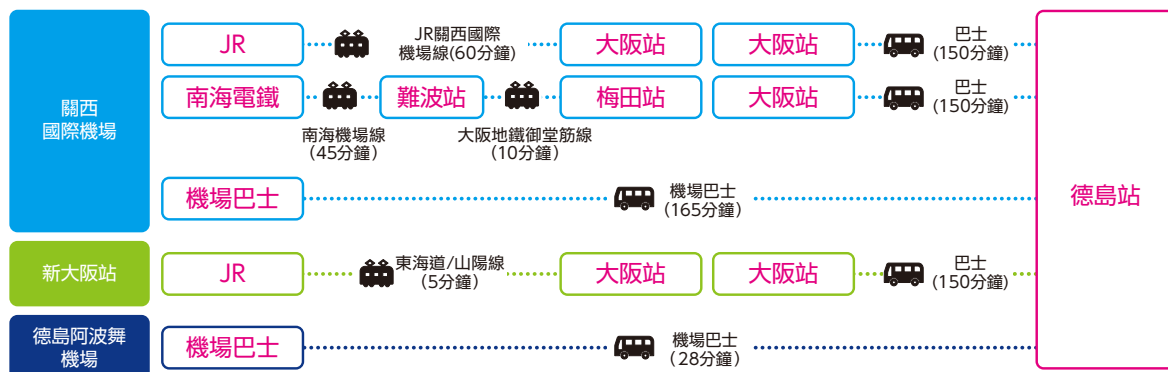 關西
國際機場
JR
JR關西國際
機場線(60分鐘)
大阪站
大阪站
巴士
(150分鐘)
南海電鐵
南海機場線
(45分鐘)
難波站
大阪地鐵御堂筋線
(10分鐘)
梅田站
大阪站
巴士
(150分鐘)
機場巴士
機場巴士
(165分鐘)
新大阪站
JR
東海道/山陽線
(5分鐘)
大阪站
大阪站
巴士
(150分鐘)
德島阿波舞
機場
機場巴士
機場巴士
(28分鐘)
德島站